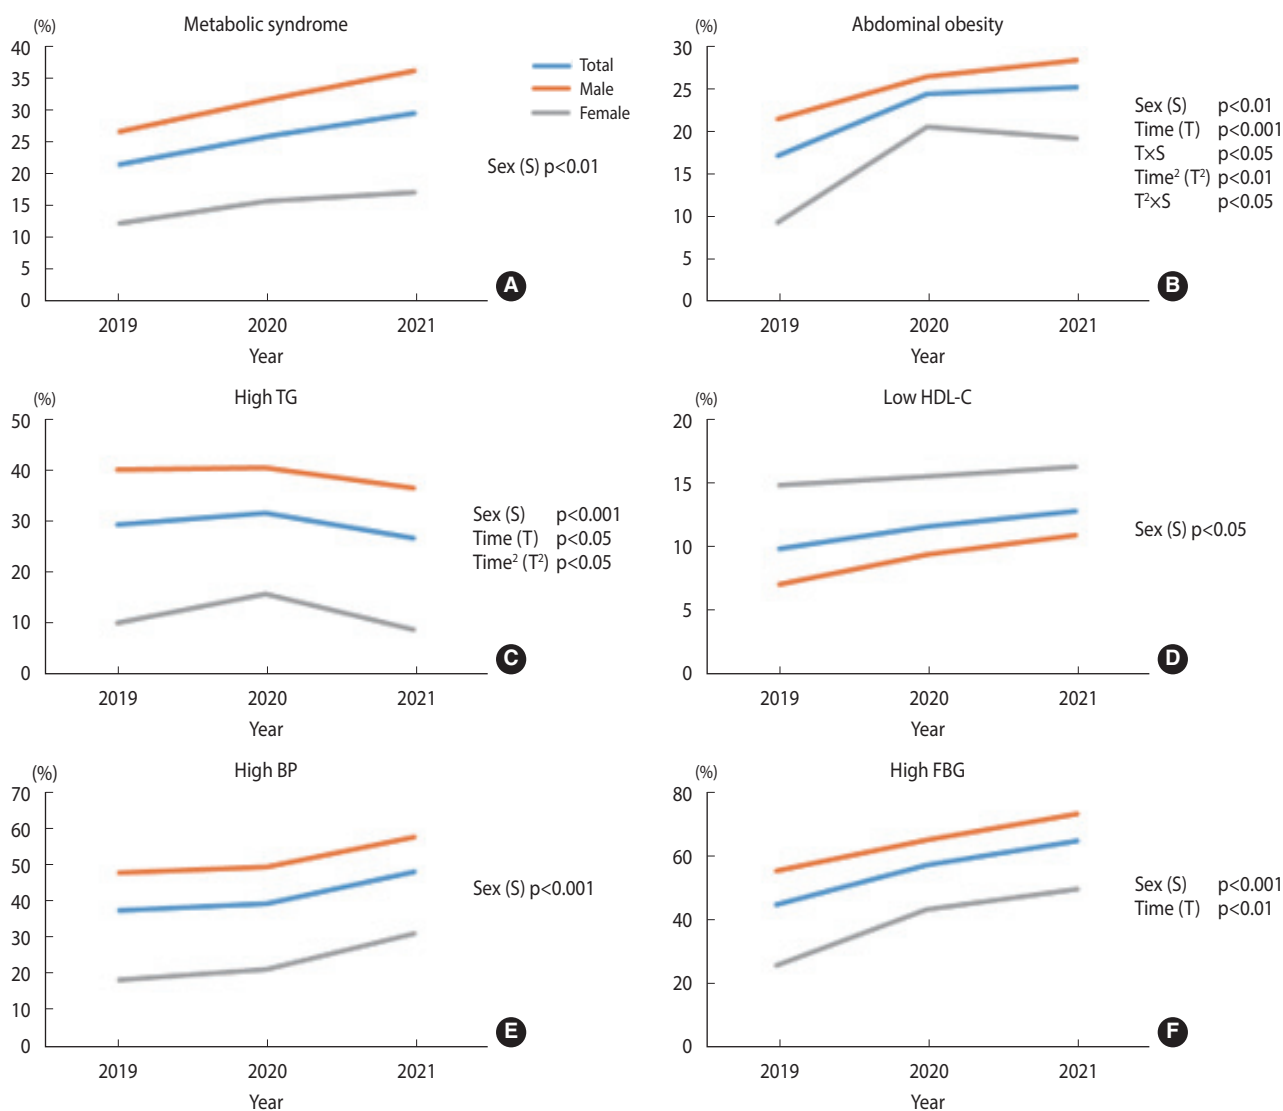 Metabolic syndrome
(%)
40
35
30
25
20
15
10
5
0
2019 2020 2021
Year
Total
Male
Female
Sex (S) p<0.01
A
Abdominal obesity
(%)
30
25
20
15
10
5
0
2019 2020 2021
Year
Sex (S) p<0.01
Time (T) p<0.001
T×S p<0.05
Time² (T²) p<0.01
T²×S p<0.05
B
High TG
(%)
50
40
30
20
10
0
2019 2020 2021
Year
Sex (S) p<0.001
Time (T) p<0.05
Time² (T²) p<0.05
C
Low HDL-C
(%)
20
15
10
5
0
2019 2020 2021
Year
Sex (S) p<0.05
D
High BP
(%)
70
60
50
40
30
20
10
0
2019 2020 2021
Year
Sex (S) p<0.001
E
High FBG
(%)
80
60
40
20
0
2019 2020 2021
Year
Sex (S) p<0.001
Time (T) p<0.01
F